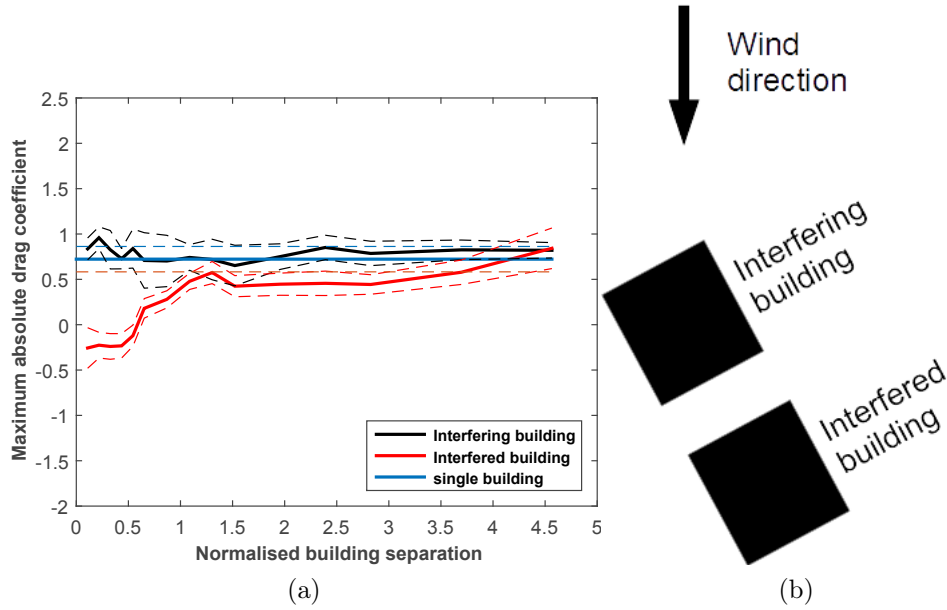 Maximum absolute drag coefficient
2.5
2
1.5
1
0.5
0
-0.5
-1
-1.5
-2
Interfering building
Interfered building
single building
0 0.5 1 1.5 2 2.5 3 3.5 4 4.5 5
Normalised building separation
(a)
Wind
direction
Interfering
building
Interfered
building
(b)